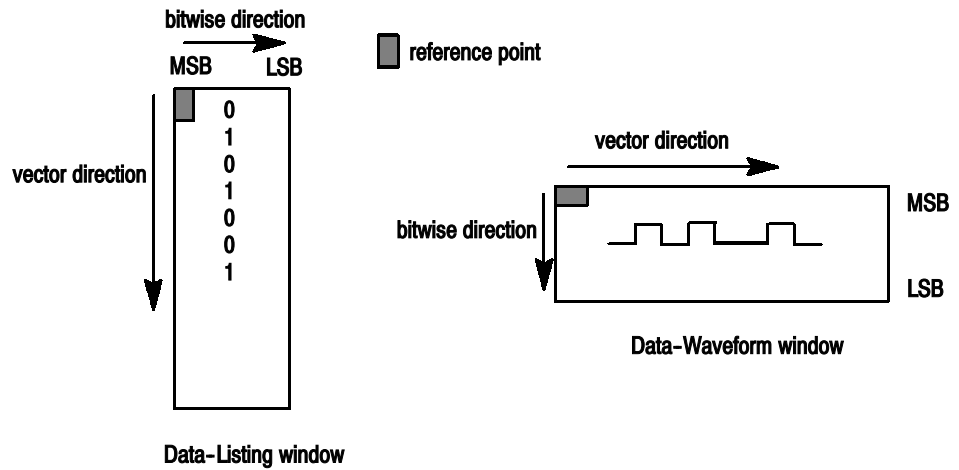 bitwise direction
MSB LSB
reference point
vector direction
0
1
0
1
0
0
1
Data-Listing window
vector direction
bitwise direction
MSB
LSB
Data-Waveform window